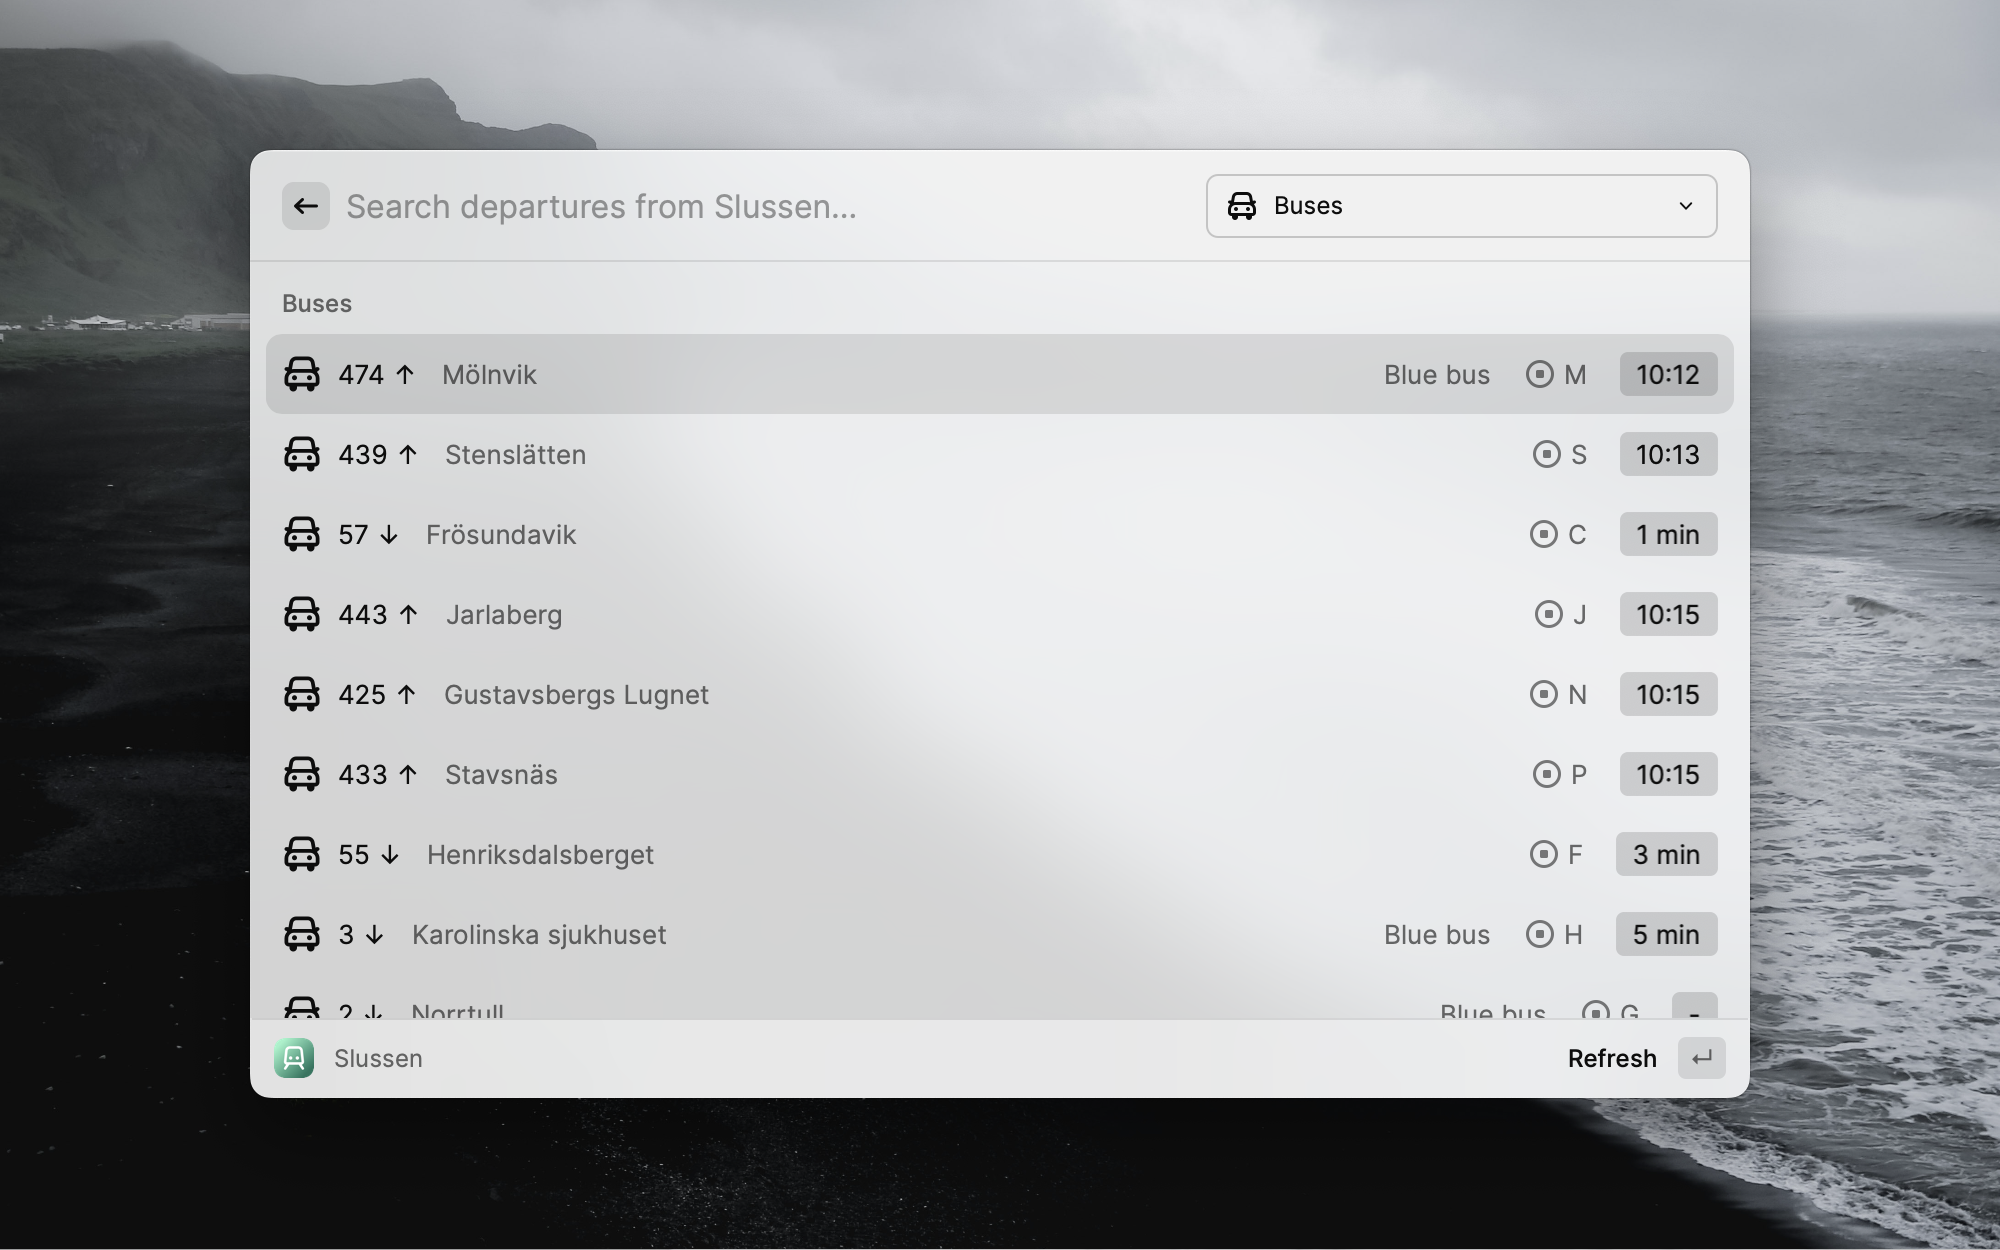 Search departures from Slussen...
Buses
Buses
474 ↑ Mölnvik Blue bus M 10:12
439 ↑ Stenslätten S 10:13
57 ↓ Frösundavik C 1 min
443 ↑ Jarlaberg J 10:15
425 ↑ Gustavsbergs Lugnet N 10:15
433 ↑ Stavsnäs P 10:15
55 ↓ Henriksdalsberget F 3 min
3 ↓ Karolinska sjukhuset Blue bus H 5 min
2 ↓ Norrtull Blue bus G -
Slussen Refresh